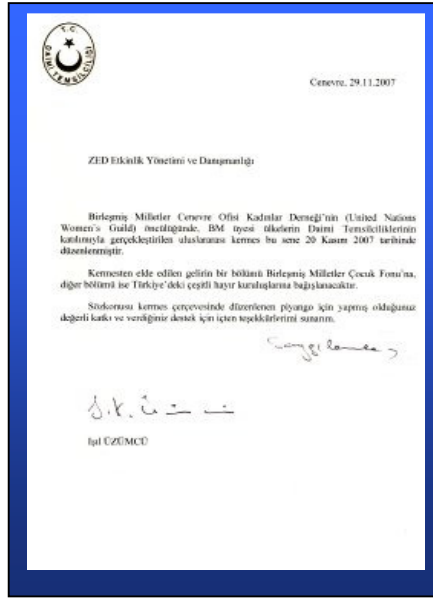 T.C.
DAİMİ TEMSİLCİLİĞİ
Cenevre, 29.11.2007
ZED Etkinlik Yönetimi ve Danışmanlığı
Birleşmiş Milletler Cenevre Ofisi Kadınlar Derneği'nin (United Nations
Women's Guild) öncülüğünde, BM üyesi ülkelerin Daimi Temsilciliklerinin
katılımıyla gerçekleştirilen uluslararası kermes bu sene 20 Kasım 2007 tarihinde
düzenlenmiştir.
Kermesten elde edilen gelirin bir bölümü Birleşmiş Milletler Çocuk Fonu'na,
diğer bölümü ise Türkiye'deki çeşitli hayır kuruluşlarına bağışlanacaktır.
Sözkonusu kermes çerçevesinde düzenlenen piyango için yapmış olduğunuz
değerli katkı ve verdiğiniz destek için içten teşekkürlerimi sunarım.
Saygılarımla,
Işıl ÜZÜMCÜ